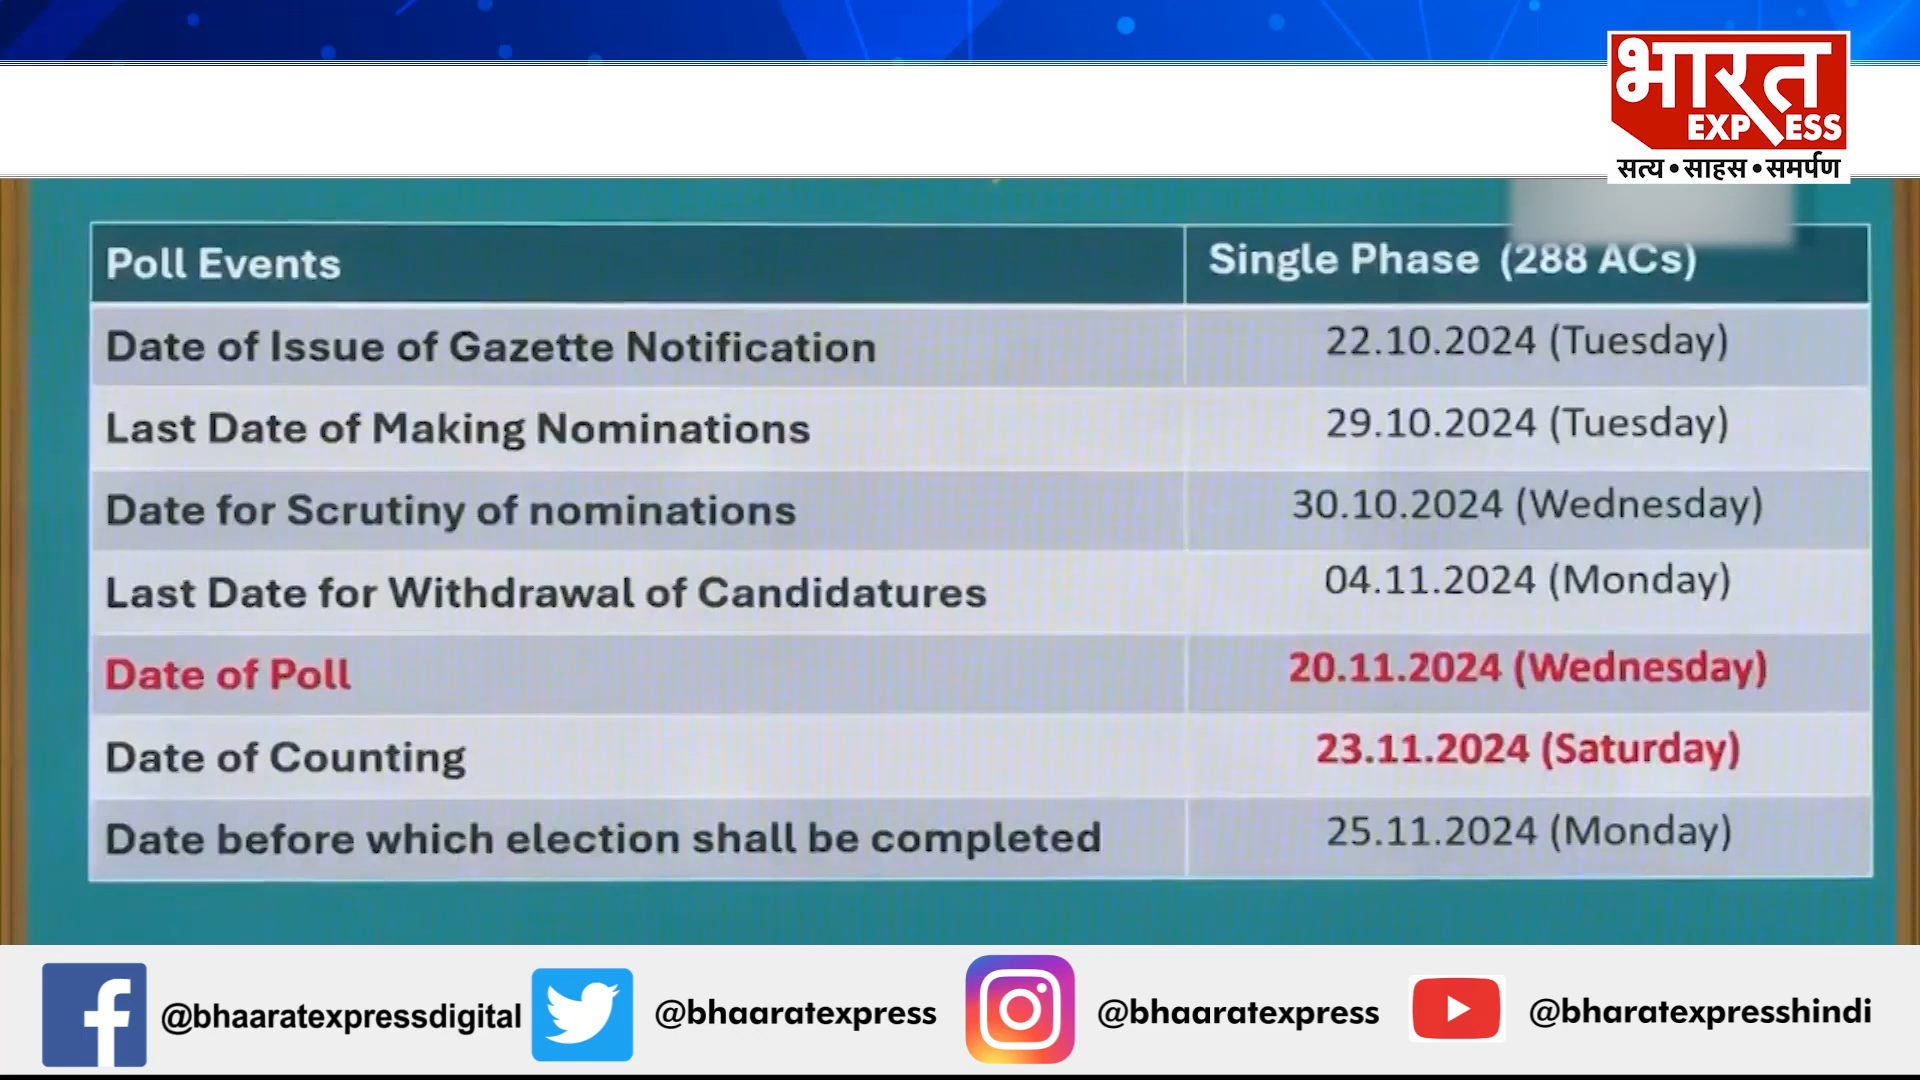 भारत
EXPRESS
सत्य • साहस • समर्पण
Poll Events
Single Phase (288 ACs)
Date of Issue of Gazette Notification
22.10.2024 (Tuesday)
Last Date of Making Nominations
29.10.2024 (Tuesday)
Date for Scrutiny of nominations
30.10.2024 (Wednesday)
Last Date for Withdrawal of Candidatures
04.11.2024 (Monday)
Date of Poll
20.11.2024 (Wednesday)
Date of Counting
23.11.2024 (Saturday)
Date before which election shall be completed
25.11.2024 (Monday)
@bhaaratexpressdigital
@bhaaratexpress
@bhaaratexpress
@bhaaratexpresshindi